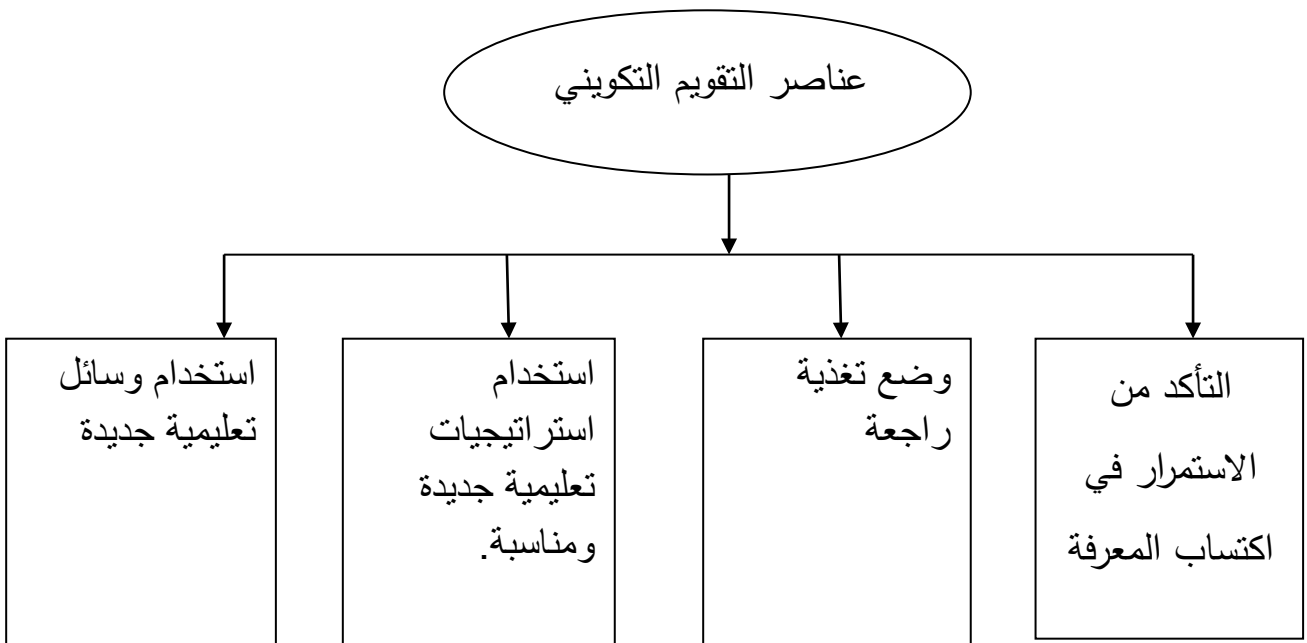 عناصر التقويم التكويني
التأكد من
الاستمرار في
اكتساب المعرفة
وضع تغذية
راجعة
استخدام
استراتيجيات
تعليمية جديدة
ومناسبة.
استخدام وسائل
تعليمية جديدة